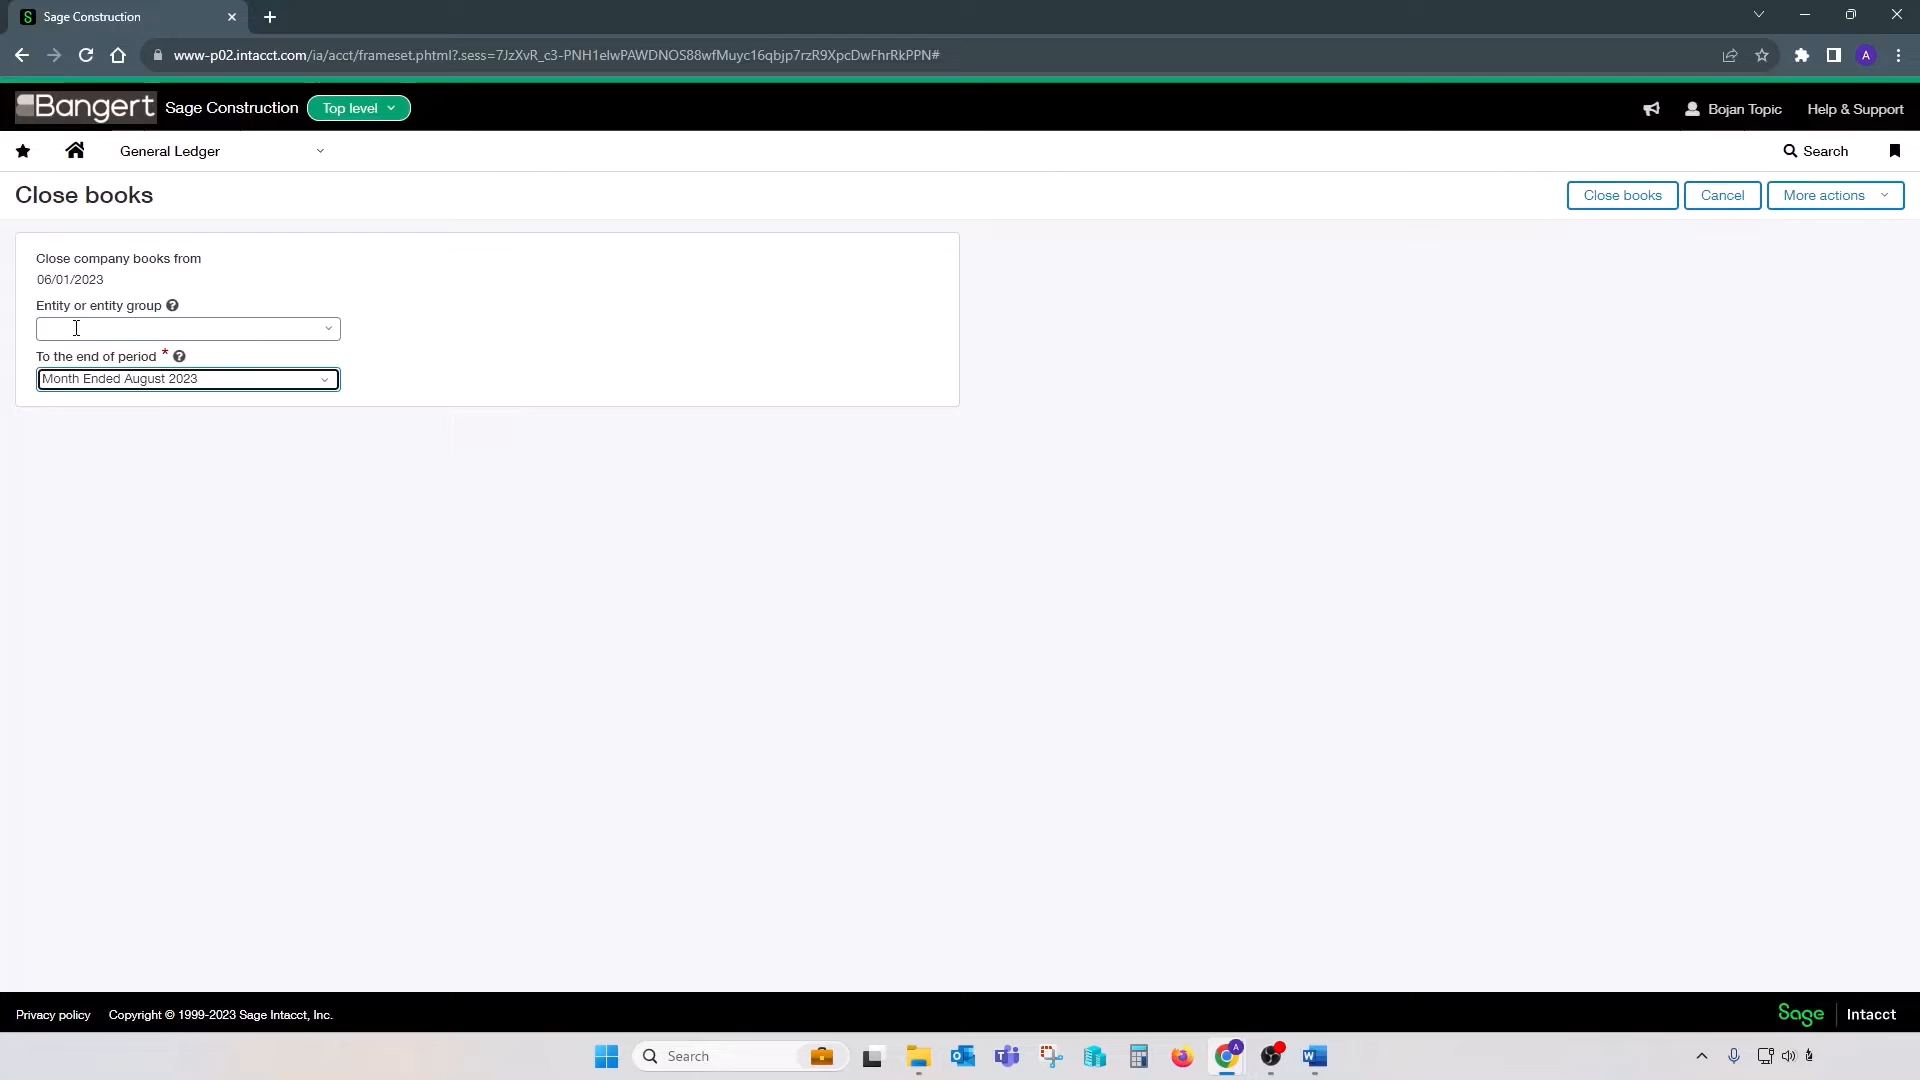 Sage Construction
www-p02.intacct.com/ia/acct/frameset.phtml?.sess=7JzXvR_c3-PNH1elwPAWDNOS88wfMuyc16qbjp7rzR9XpcDwFhrRkPPN#
A
Bangert Sage Construction Top level
Bojan Topic Help & Support
General Ledger
Search
Close books
Close books Cancel More actions
Close company books from
06/01/2023
Entity or entity group
To the end of period *
Month Ended August 2023
Privacy policy Copyright © 1999-2023 Sage Intacct, Inc.
Sage Intacct
Search